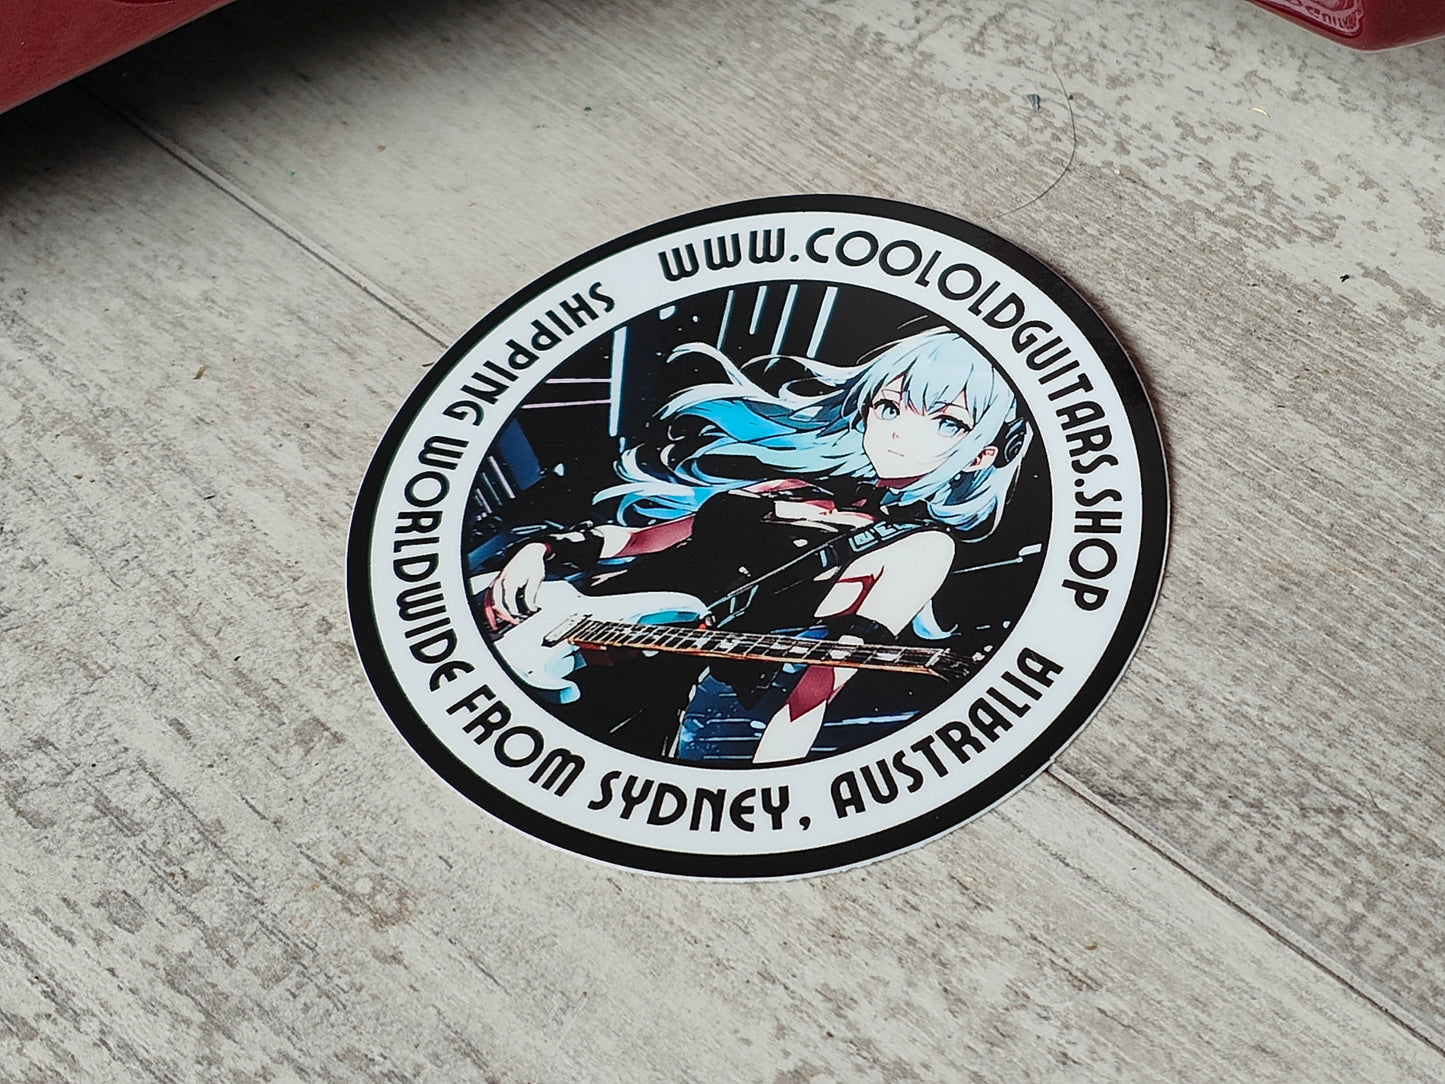 WWW.COOLOLDGUITARS.SHOP
SHIPPING WORLDWIDE FROM SYDNEY, AUSTRALIA